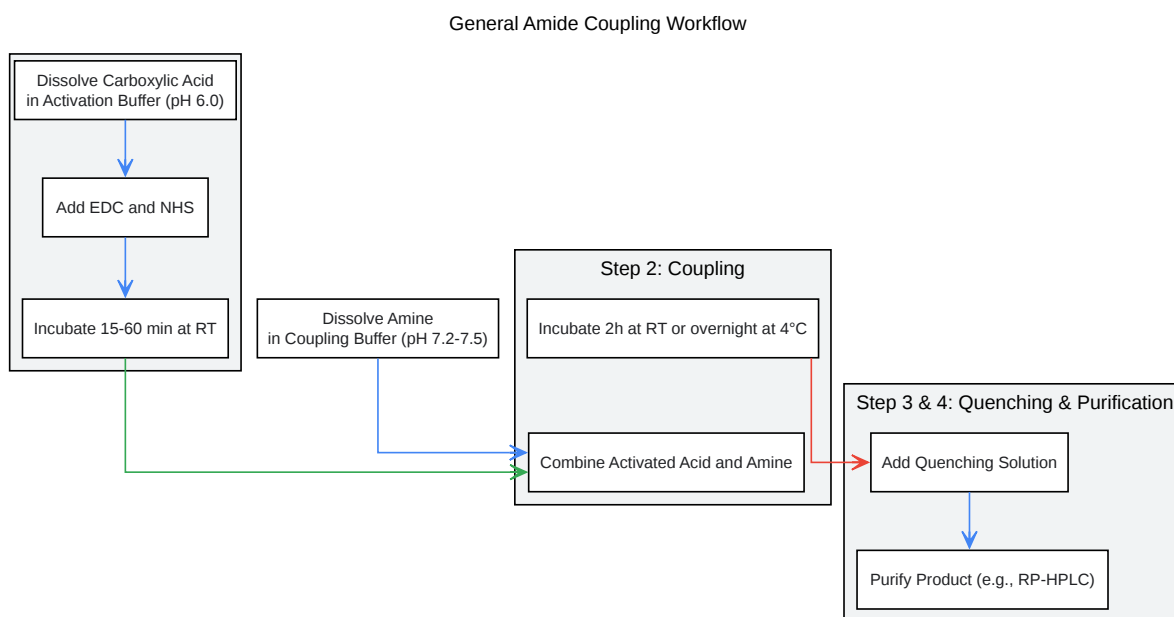 General Amide Coupling Workflow
Dissolve Carboxylic Acid
in Activation Buffer (pH 6.0)
Add EDC and NHS
Incubate 15-60 min at RT
Dissolve Amine
in Coupling Buffer (pH 7.2-7.5)
Step 2: Coupling
Incubate 2h at RT or overnight at 4°C
Combine Activated Acid and Amine
Step 3 & 4: Quenching & Purification
Add Quenching Solution
Purify Product (e.g., RP-HPLC)